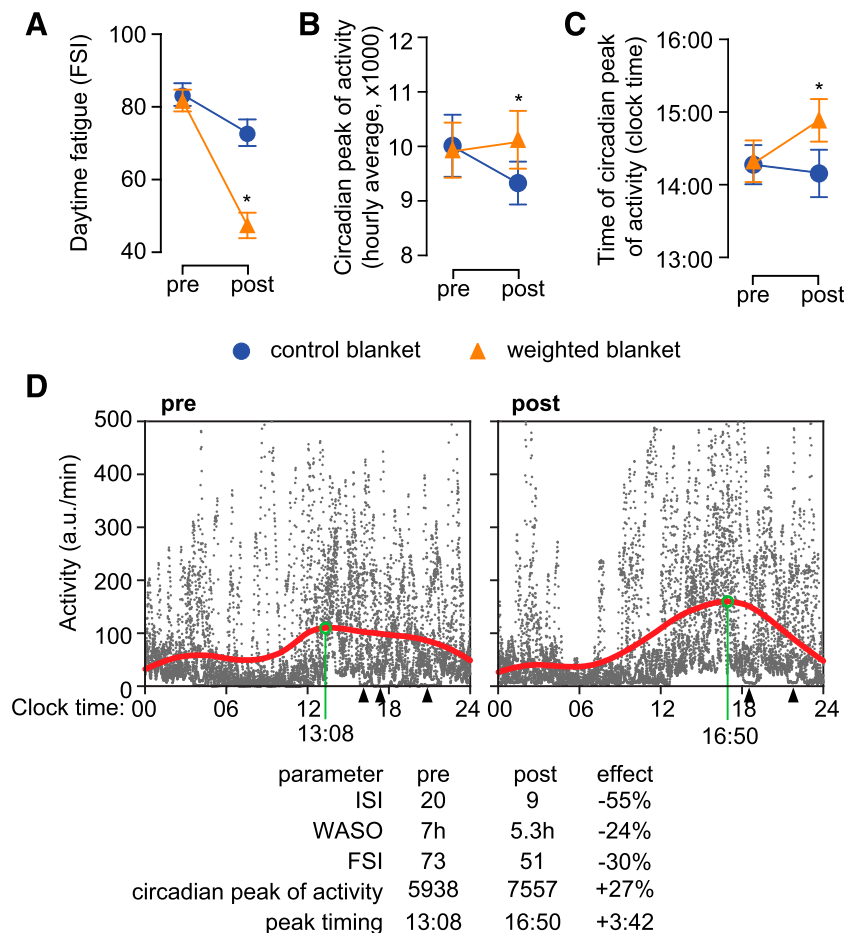 A
Daytime fatigue (FSI)
100
80
60
40
*
pre post
B
Circadian peak of activity
(hourly average, x1000)
12
11
10
9
8
*
pre post
C
Time of circadian peak
of activity (clock time)
16:00
15:00
14:00
13:00
*
pre post
control blanket weighted blanket
D
pre post
Activity (a.u./min)
500
400
300
200
100
0
Clock time: 00 06 12 18 24 00 06 12 18 24
13:08 16:50
parameter pre post effect
ISI 20 9 -55%
WASO 7h 5.3h -24%
FSI 73 51 -30%
circadian peak of activity 5938 7557 +27%
peak timing 13:08 16:50 +3:42